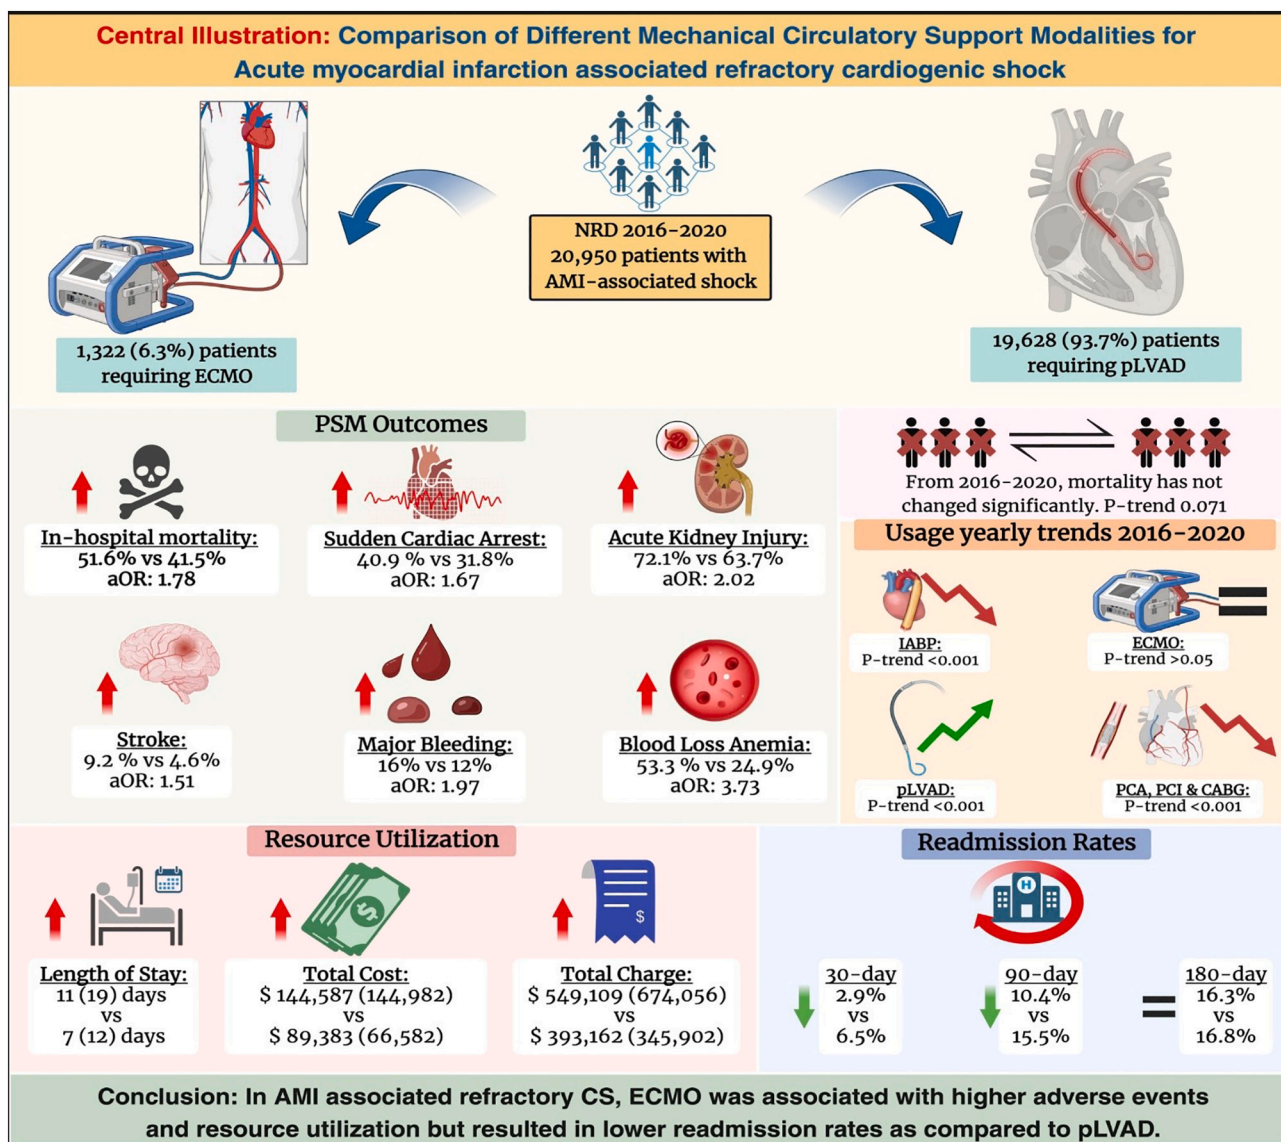 Central Illustration: Comparison of Different Mechanical Circulatory Support Modalities for
Acute myocardial infarction associated refractory cardiogenic shock
NRD 2016-2020
20,950 patients with
AMI-associated shock
1,322 (6.3%) patients
requiring ECMO
19,628 (93.7%) patients
requiring pLVAD
PSM Outcomes
In-hospital mortality:
51.6% vs 41.5%
aOR: 1.78
Sudden Cardiac Arrest:
40.9 % vs 31.8%
aOR: 1.67
Acute Kidney Injury:
72.1% vs 63.7%
aOR: 2.02
Stroke:
9.2 % vs 4.6%
aOR: 1.51
Major Bleeding:
16% vs 12%
aOR: 1.97
Blood Loss Anemia:
53.3 % vs 24.9%
aOR: 3.73
From 2016-2020, mortality has not
changed significantly. P-trend 0.071
Usage yearly trends 2016-2020
IABP:
P-trend <0.001
ECMO:
P-trend >0.05
pLVAD:
P-trend <0.001
PCA, PCI & CABG:
P-trend <0.001
Resource Utilization
$
$
Length of Stay:
11 (19) days
vs
7 (12) days
Total Cost:
$ 144,587 (144,982)
vs
$ 89,383 (66,582)
Total Charge:
$ 549,109 (674,056)
vs
$ 393,162 (345,902)
Readmission Rates
H
30-day
2.9%
vs
6.5%
90-day
10.4%
vs
15.5%
180-day
16.3%
vs
16.8%
Conclusion: In AMI associated refractory CS, ECMO was associated with higher adverse events
and resource utilization but resulted in lower readmission rates as compared to pLVAD.